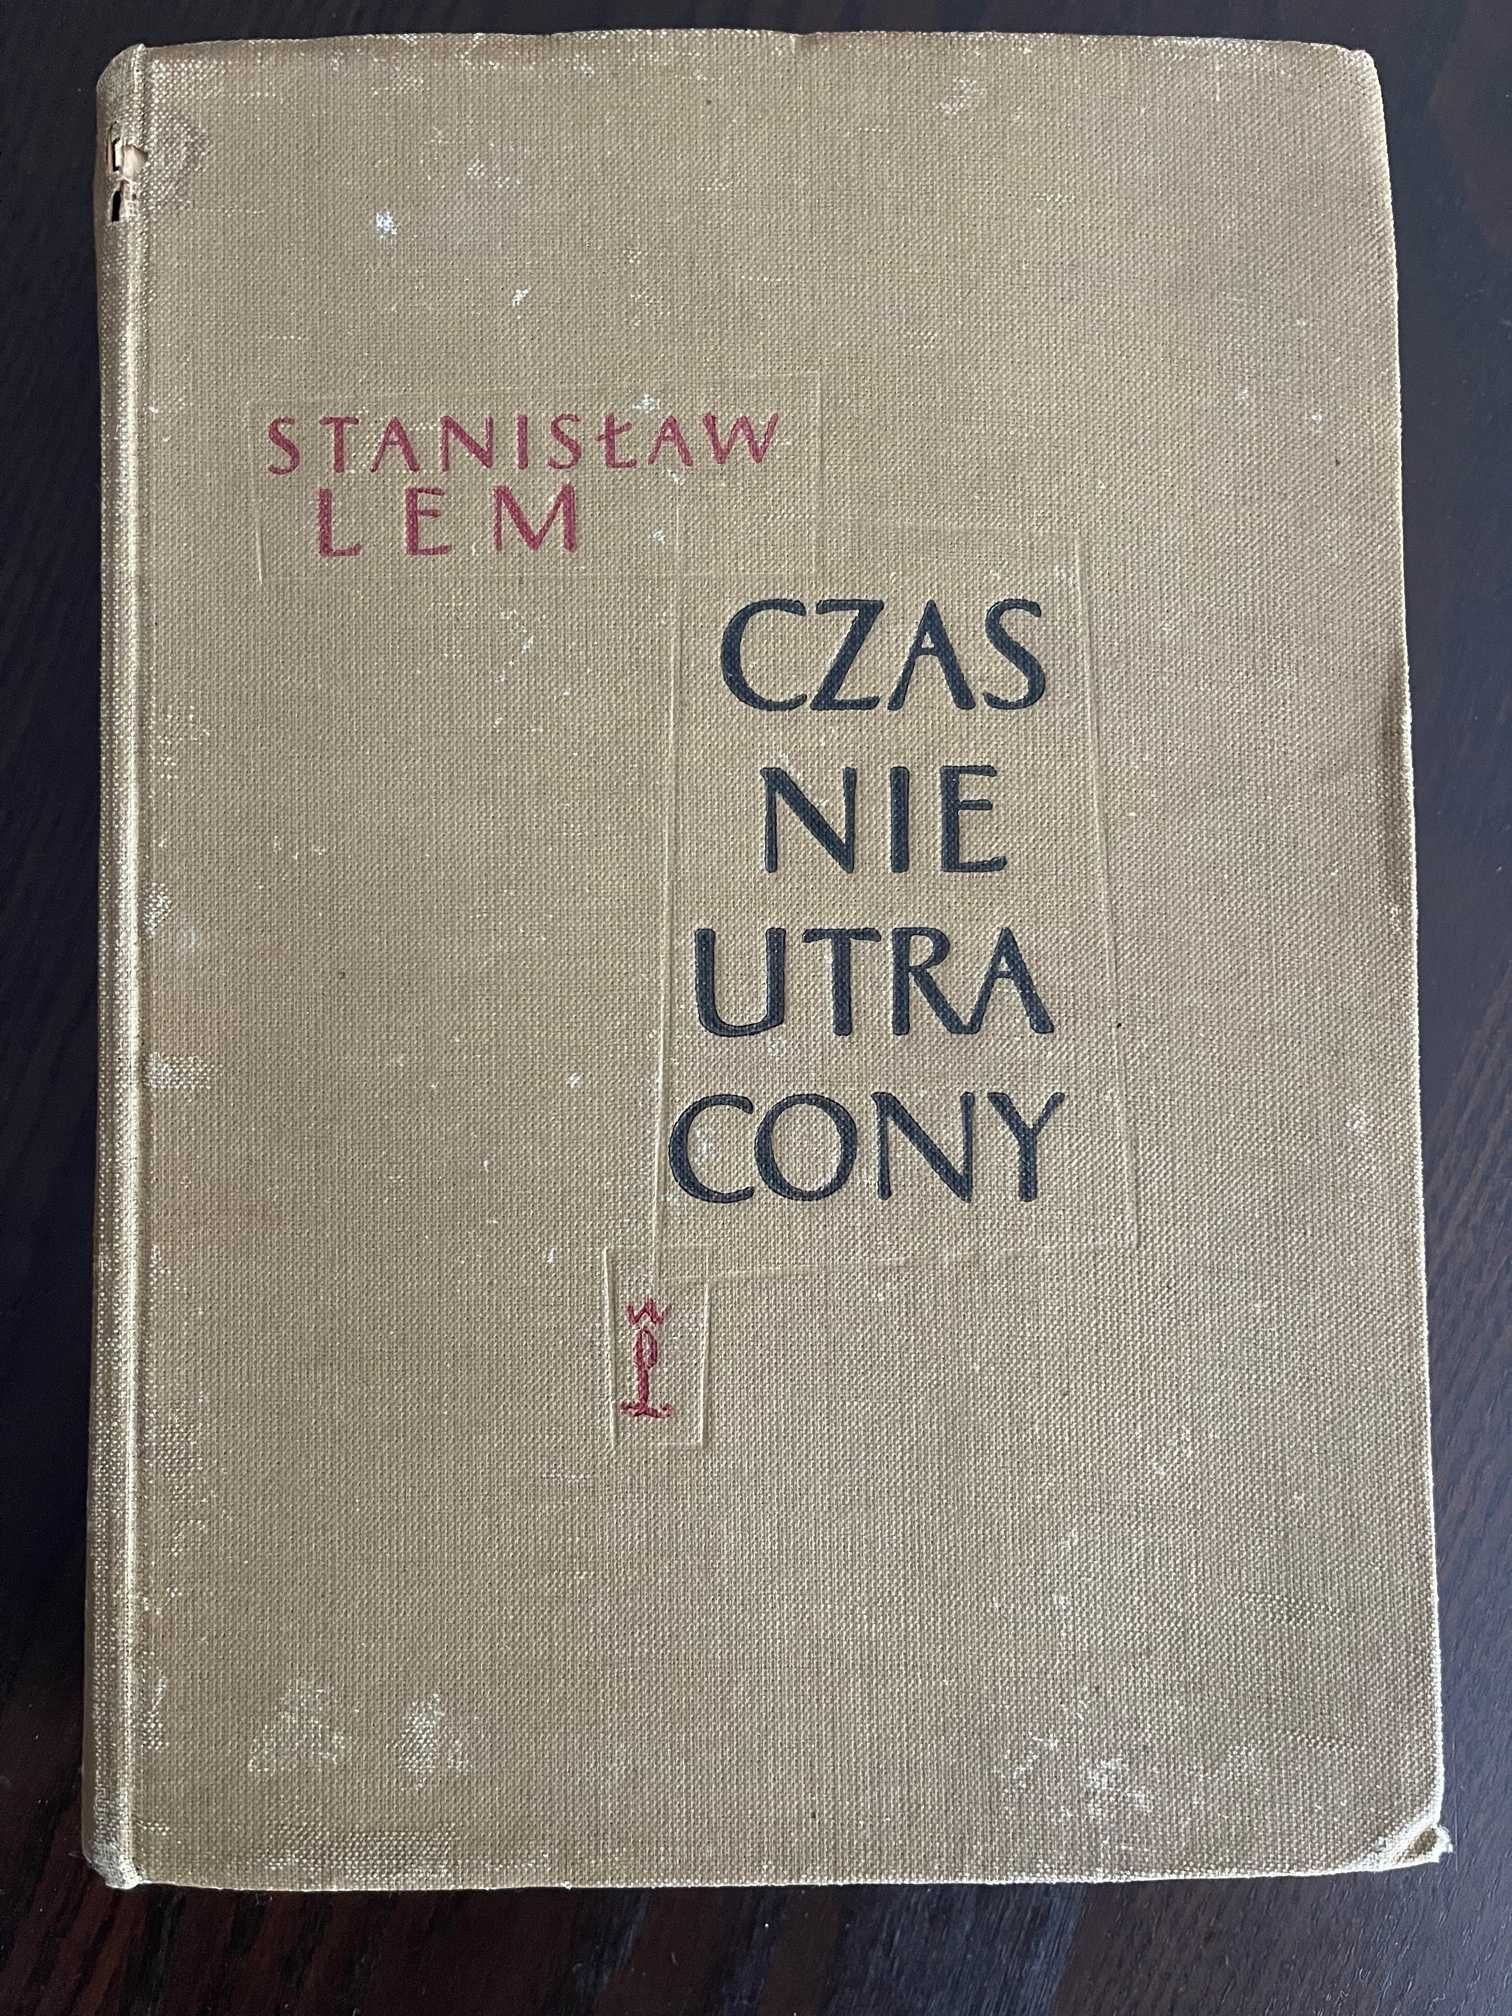 STANISŁAW
LEM
CZAS
NIE
UTRA
CONY
W
L